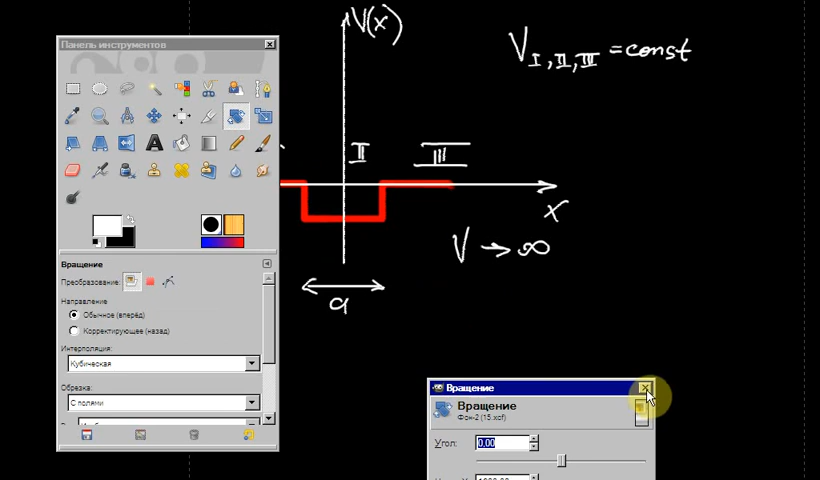 V(x)
V I, II, III = const
Панель инструментов
II
III
x
V → ∞
a
Вращение
Преобразование:
Направление
Обычное (вперёд)
Корректирующее (назад)
Интерполяция:
Кубическая
Обрезка:
С полями
Вращение
Вращение
Фон-2 (15.xcf)
Угол:
0,00